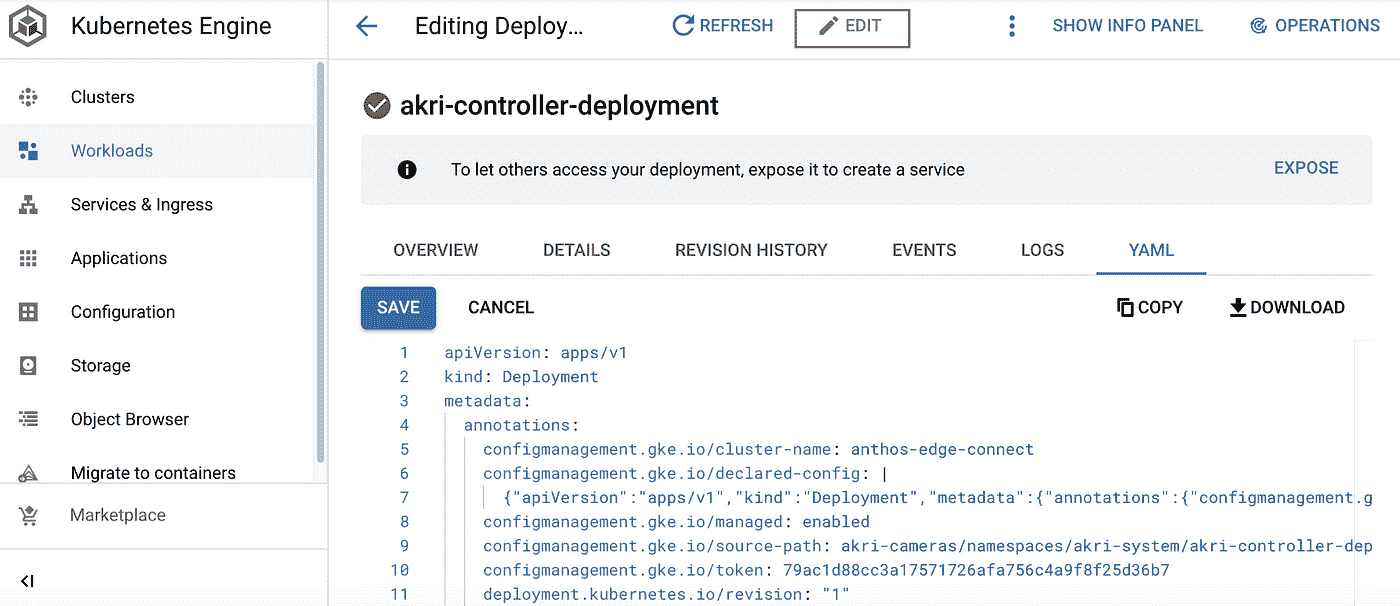 Kubernetes Engine
Editing Deploy...
REFRESH
EDIT
SHOW INFO PANEL
OPERATIONS
Clusters
Workloads
Services & Ingress
Applications
Configuration
Storage
Object Browser
Migrate to containers
Marketplace
akri-controller-deployment
To let others access your deployment, expose it to create a service
EXPOSE
OVERVIEW DETAILS REVISION HISTORY EVENTS LOGS YAML
SAVE CANCEL COPY DOWNLOAD
1 apiVersion: apps/v1
2 kind: Deployment
3 metadata:
4 annotations:
5 configmanagement.gke.io/cluster-name: anthos-edge-connect
6 configmanagement.gke.io/declared-config: |
7 {"apiVersion":"apps/v1","kind":"Deployment","metadata":{"annotations":{"configmanagement.g
8 configmanagement.gke.io/managed: enabled
9 configmanagement.gke.io/source-path: akri-cameras/namespaces/akri-system/akri-controller-dep
10 configmanagement.gke.io/token: 79ac1d88cc3a17571726afa756c4a9f8f25d36b7
11 deployment.kubernetes.io/revision: "1"